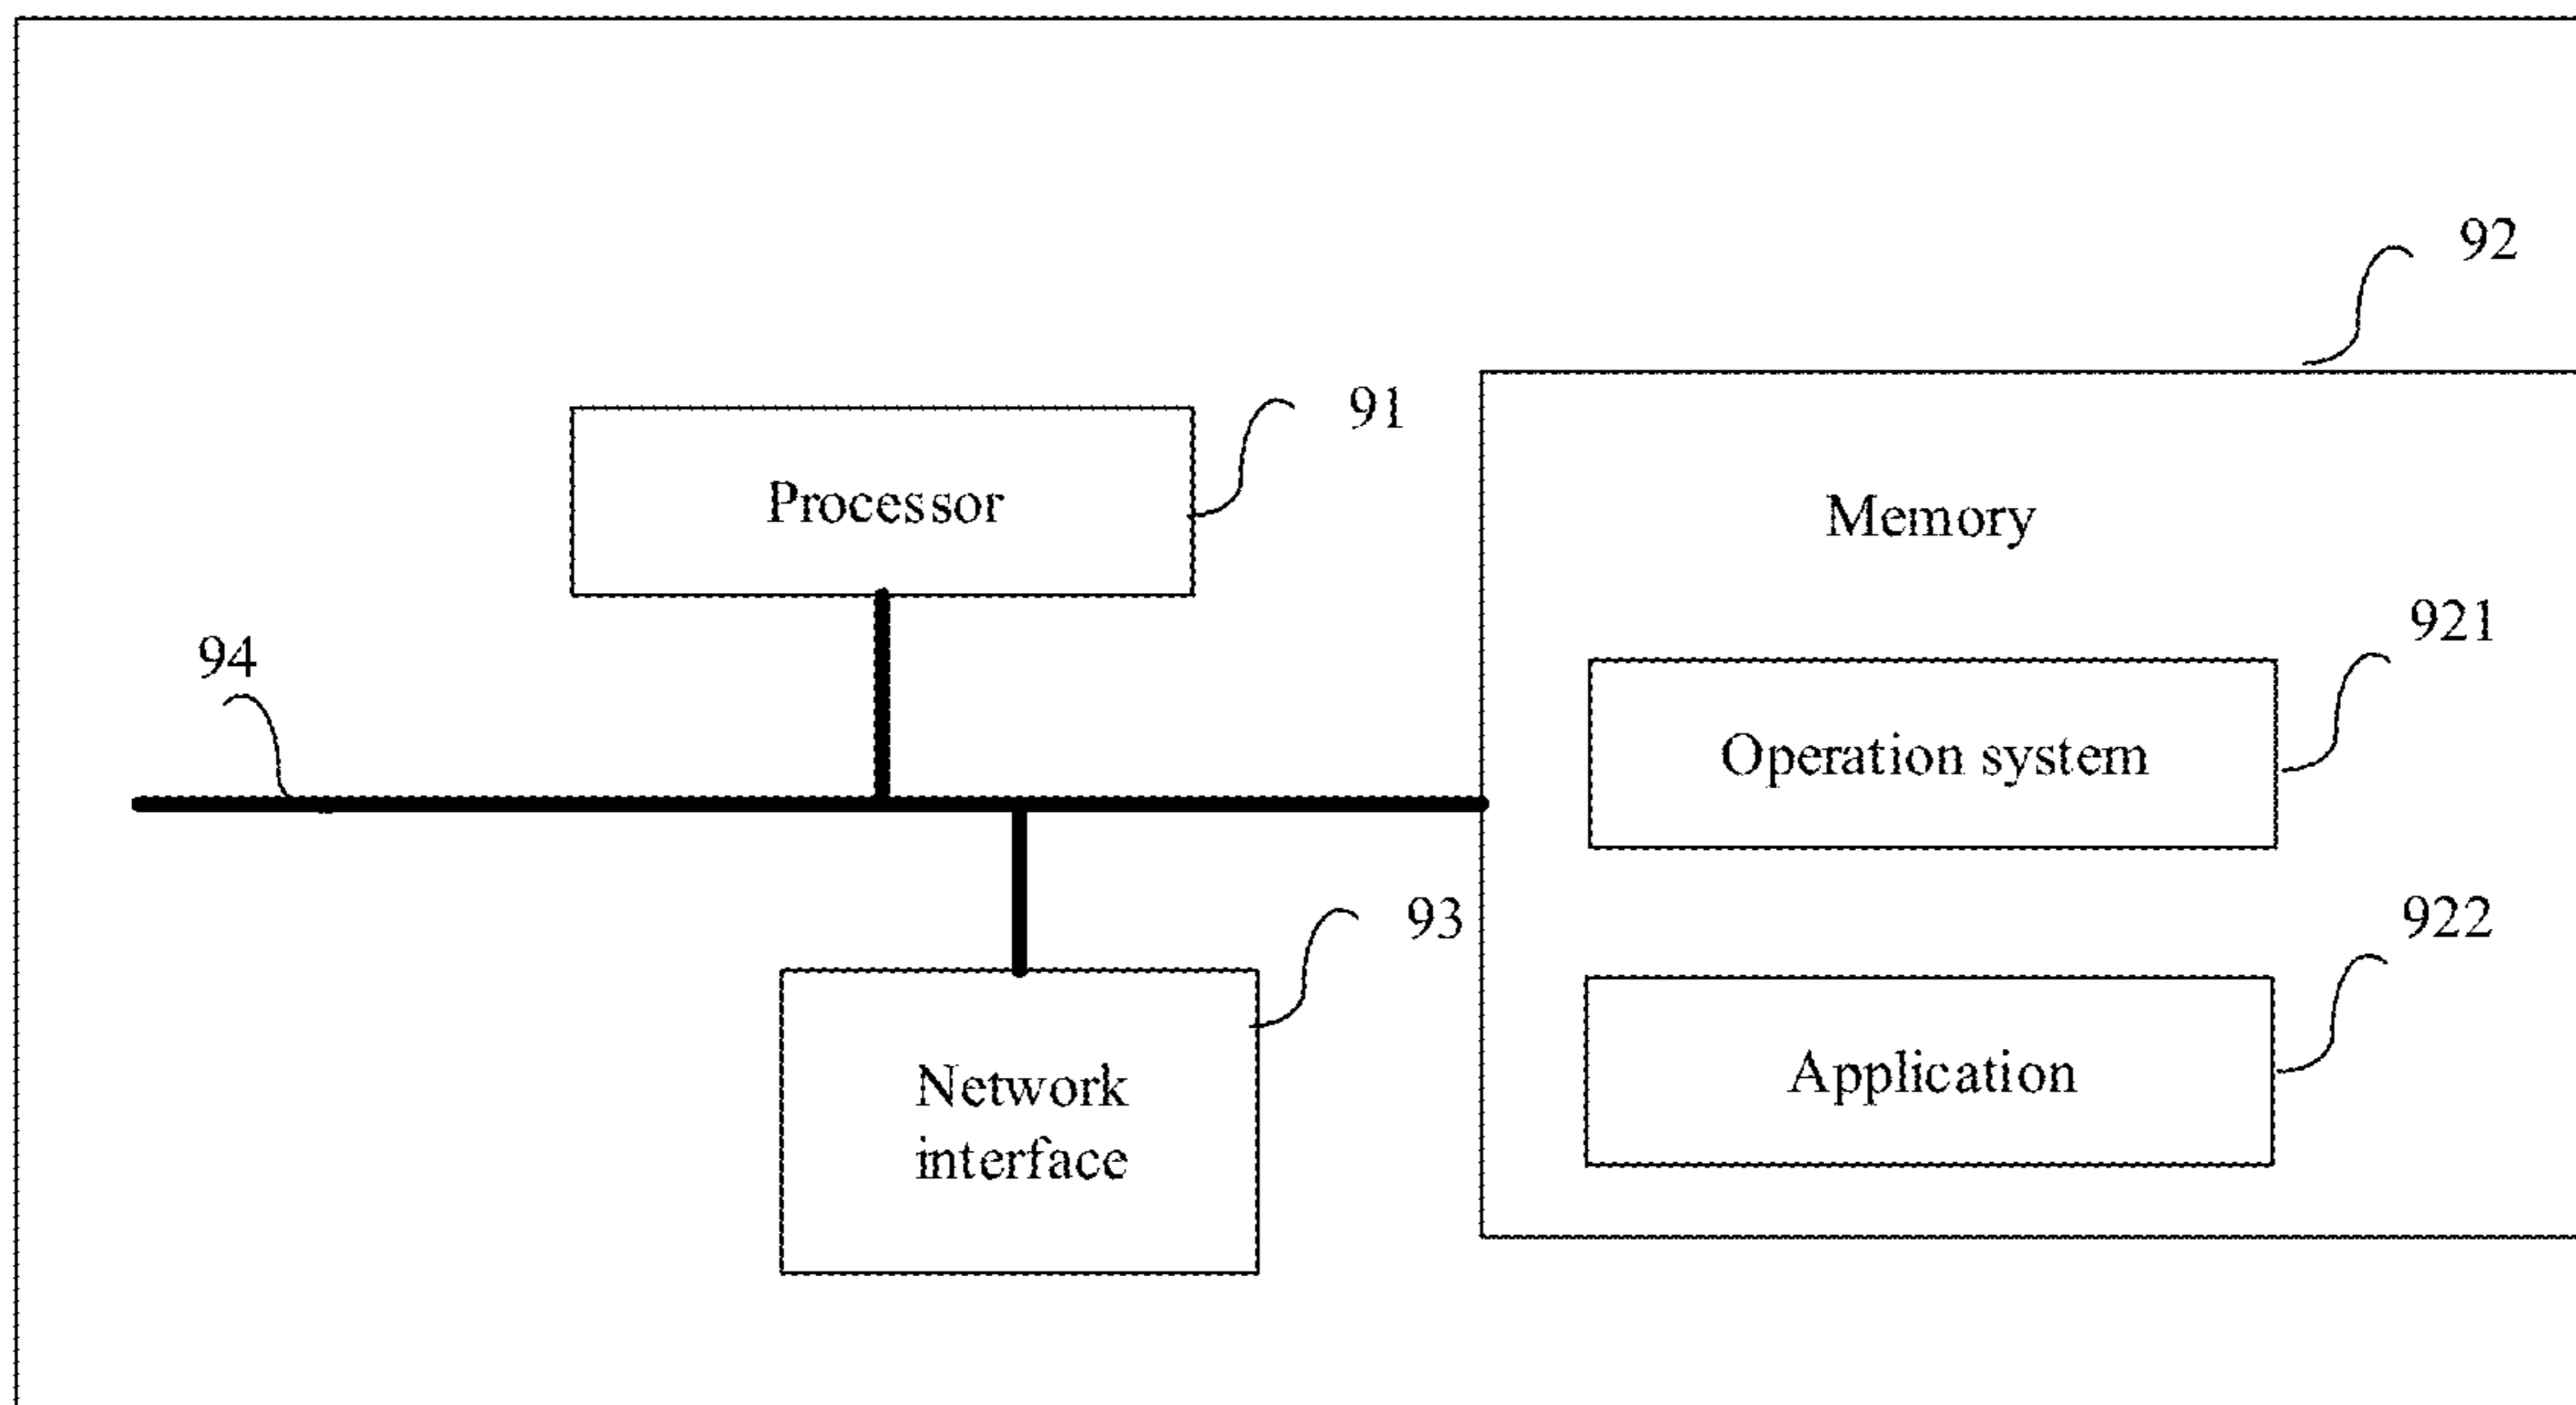 92
91
Processor
Memory
921
94
Operation system
93
922
Network
interface
Application